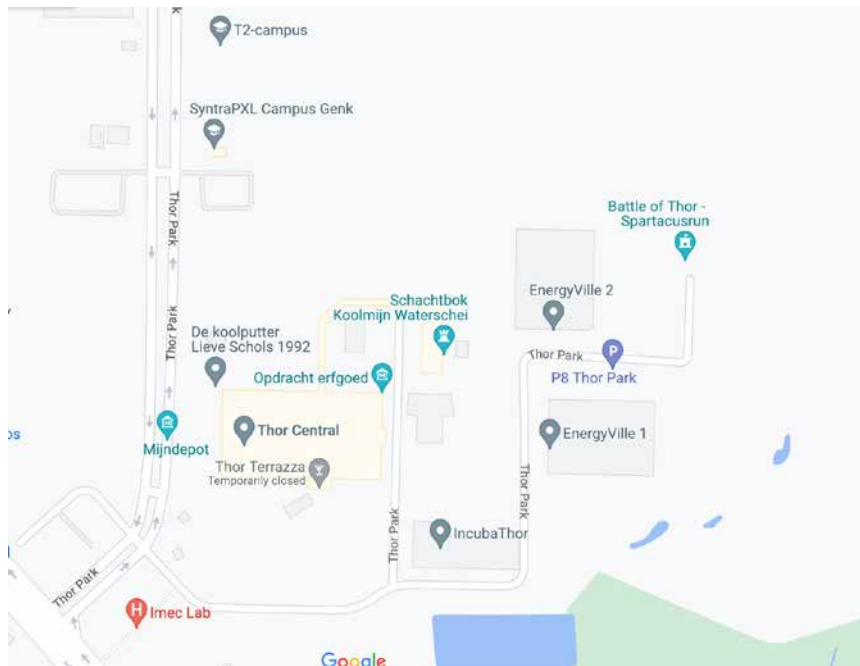 T2-campus
SyntraPXL Campus Genk
Thor Park
Battle of Thor -
Spartacusrun
EnergyVille 2
Schachtbok
Koolmijn Waterschei
De koolputter
Lieve Schols 1992
Thor Park
Thor Park
P
P8 Thor Park
Opdracht erfgoed
Thor Central
Mijndepot
EnergyVille 1
Thor Terrazza
Temporarily closed
Thor Park
Thor Park
IncubaThor
Thor Park
H
Imec Lab
Google